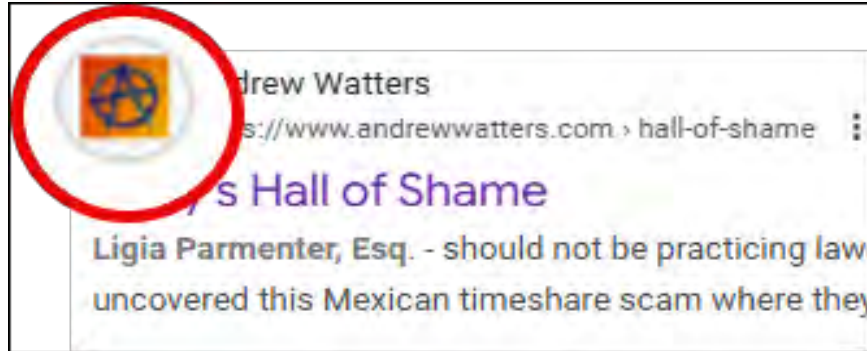 drew Watters
s://www.andrewwatters.com › hall-of-shame
y's Hall of Shame
Ligia Parmenter, Esq. - should not be practicing law
uncovered this Mexican timeshare scam where they